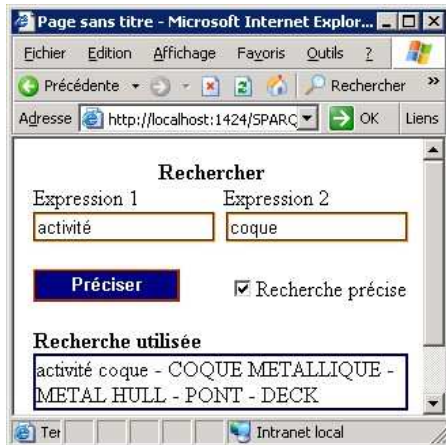 Page sans titre - Microsoft Internet Explor...
Fichier Edition Affichage Favoris Outils ?
Précédente Rechercher »
Adresse http://localhost:1424/SPARQ OK Liens
Rechercher
Expression 1 Expression 2
activité coque
Préciser Recherche précise
Recherche utilisée
activité coque - COQUE METALLIQUE -
METAL HULL - PONT - DECK
Ter Intranet local